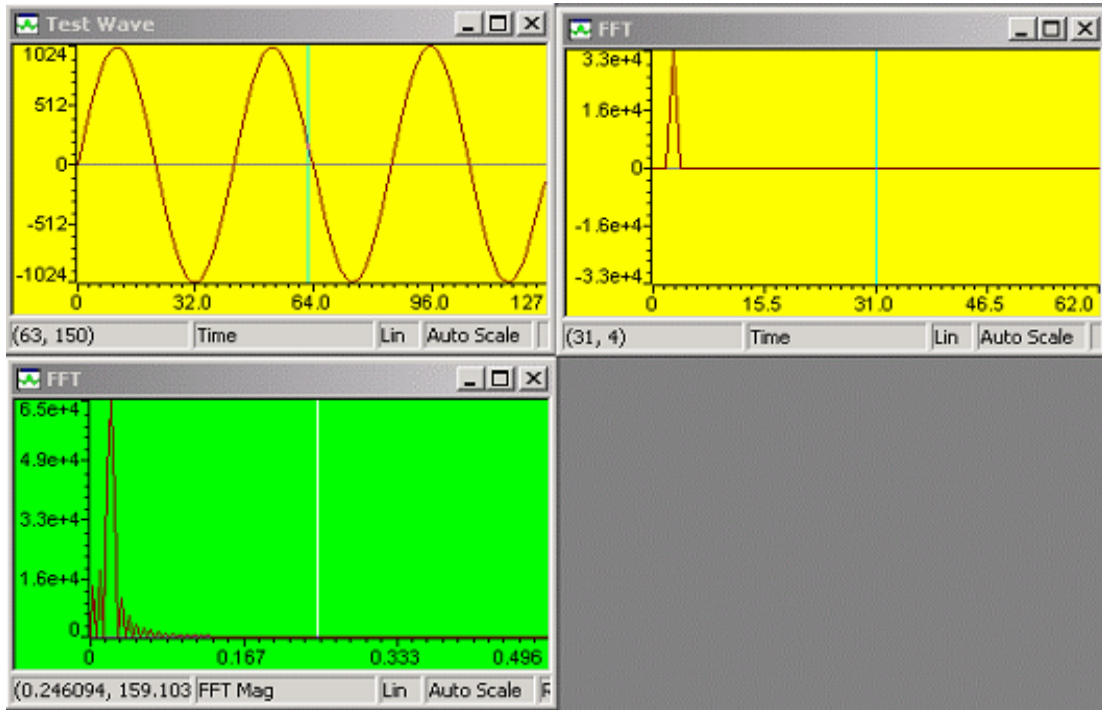 Test Wave
1024
512
0
-512
-1024
0 32.0 64.0 96.0 127
(63, 150) Time Lin Auto Scale
FFT
3.3e+4
1.6e+4
0
-1.6e+4
-3.3e+4
0 15.5 31.0 46.5 62.0
(31, 4) Time Lin Auto Scale
FFT
6.5e+4
4.9e+4
3.3e+4
1.6e+4
0
0 0.167 0.333 0.496
(0.246094, 159.103 FFT Mag Lin Auto Scale